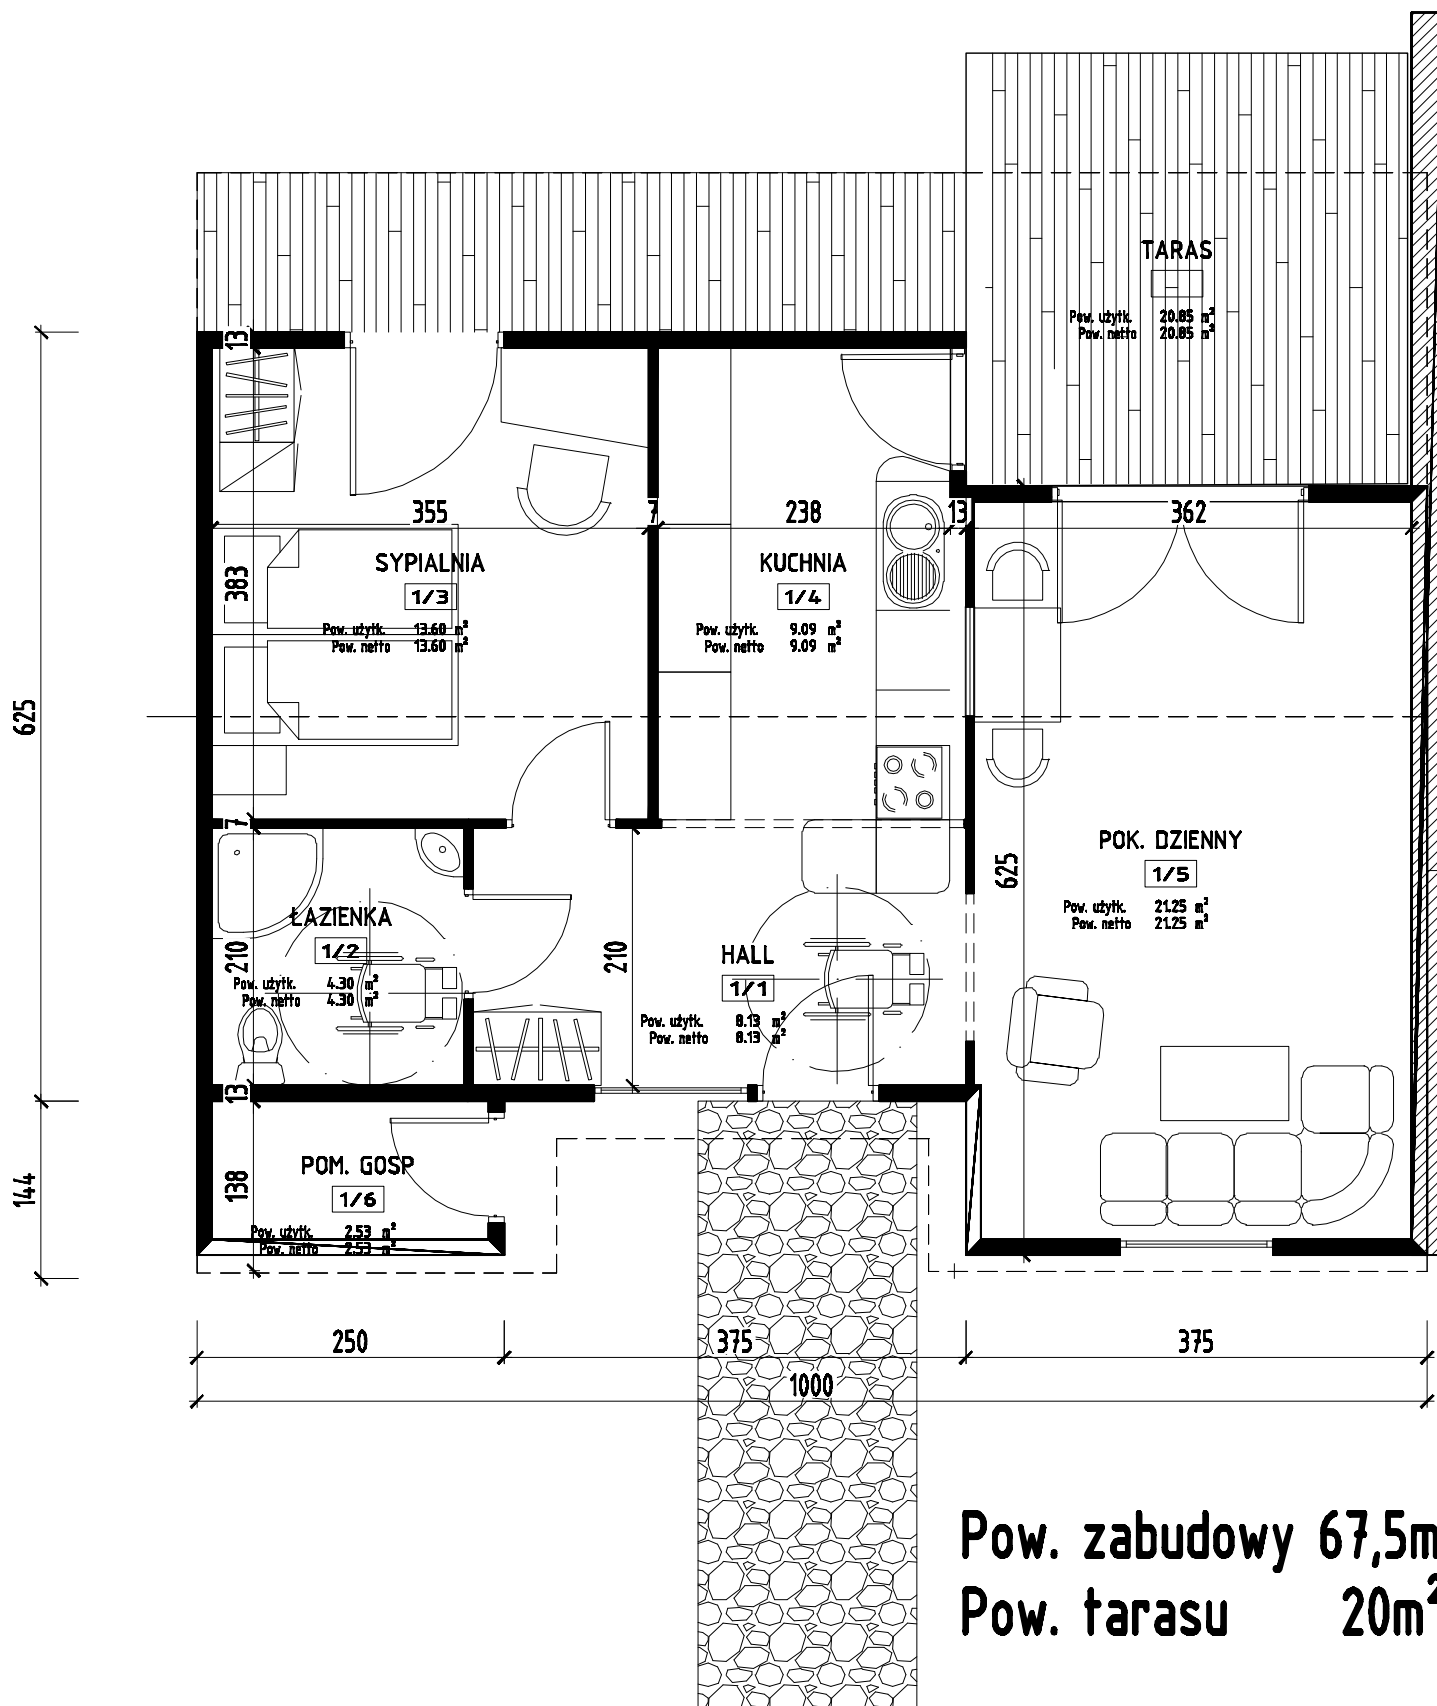 TARAS
Pow. użytk. 20.85 m²
Pow. netto 20.85 m²
13
355
7
238
13
362
SYPIALNIA
1/3
Pow. użytk. 13.60 m²
Pow. netto 13.60 m²
383
KUCHNIA
1/4
Pow. użytk. 9.09 m²
Pow. netto 9.09 m²
625
7
POK. DZIENNY
1/5
Pow. użytk. 21.25 m²
Pow. netto 21.25 m²
625
ŁAZIENKA
1/2
Pow. użytk. 4.30 m²
Pow. netto 4.30 m²
210
210
HALL
1/1
Pow. użytk. 8.13 m²
Pow. netto 8.13 m²
13
POM. GOSP
1/6
Pow. użytk. 2.53 m²
Pow. netto 2.53 m²
138
144
250
375
375
1000
Pow. zabudowy 67,5m
Pow. tarasu 20m²